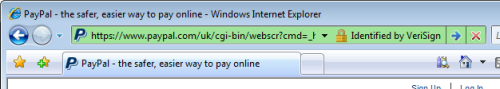 PayPal - the safer, easier way to pay online - Windows Internet Explorer
https://www.paypal.com/uk/cgi-bin/webscr?cmd=_h Identified by VeriSign
PayPal - the safer, easier way to pay online
Sign Up Log In